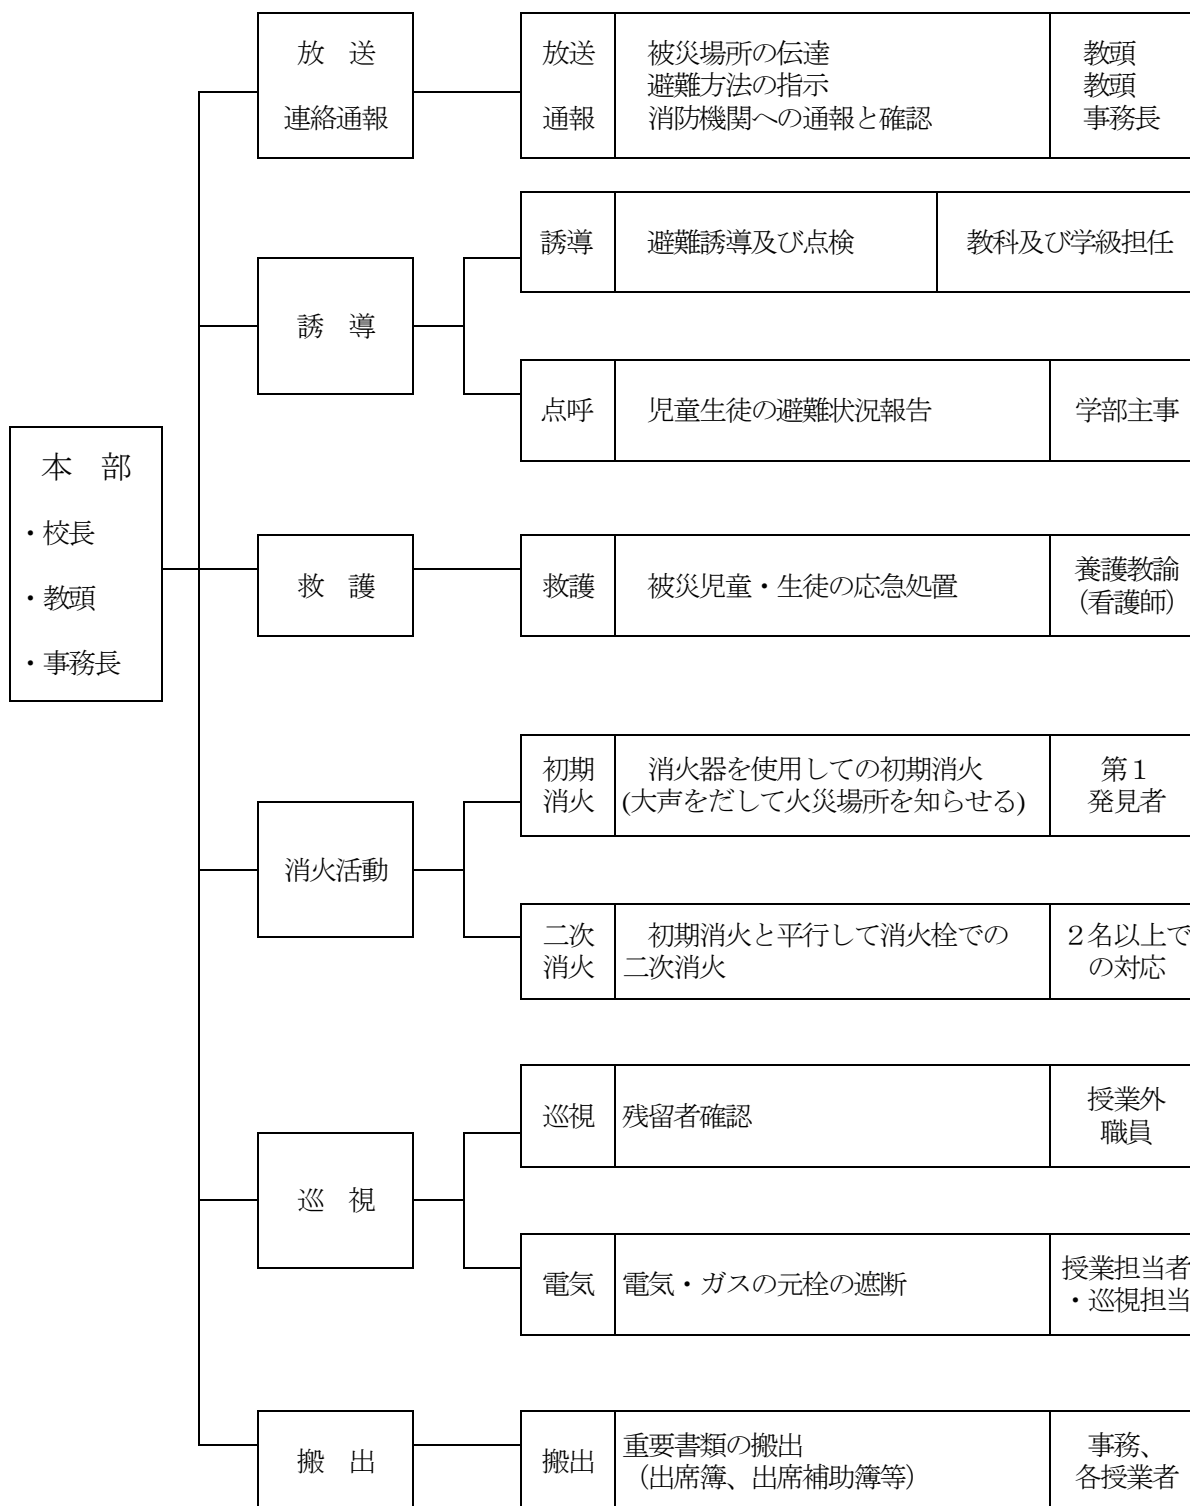 本　部
・校長
・教頭
・事務長
放　送
連絡通報
放送
通報
被災場所の伝達
避難方法の指示
消防機関への通報と確認
教頭
教頭
事務長
誘　導
誘導
避難誘導及び点検
教科及び学級担任
点呼
児童生徒の避難状況報告
学部主事
救　護
救護
被災児童・生徒の応急処置
養護教諭
（看護師）
消火活動
初期
消火
消火器を使用しての初期消火
(大声をだして火災場所を知らせる)
第１
発見者
二次
消火
初期消火と平行して消火栓での
二次消火
２名以上で
の対応
巡　視
巡視
残留者確認
授業外
職員
電気
電気・ガスの元栓の遮断
授業担当者
・巡視担当
搬　出
搬出
重要書類の搬出
（出席簿、出席補助簿等）
事務、
各授業者